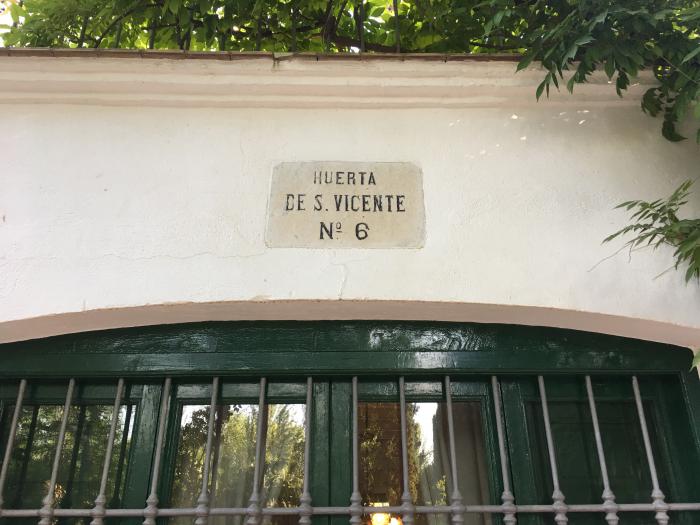 HUERTA
DE S. VICENTE
Nº 6